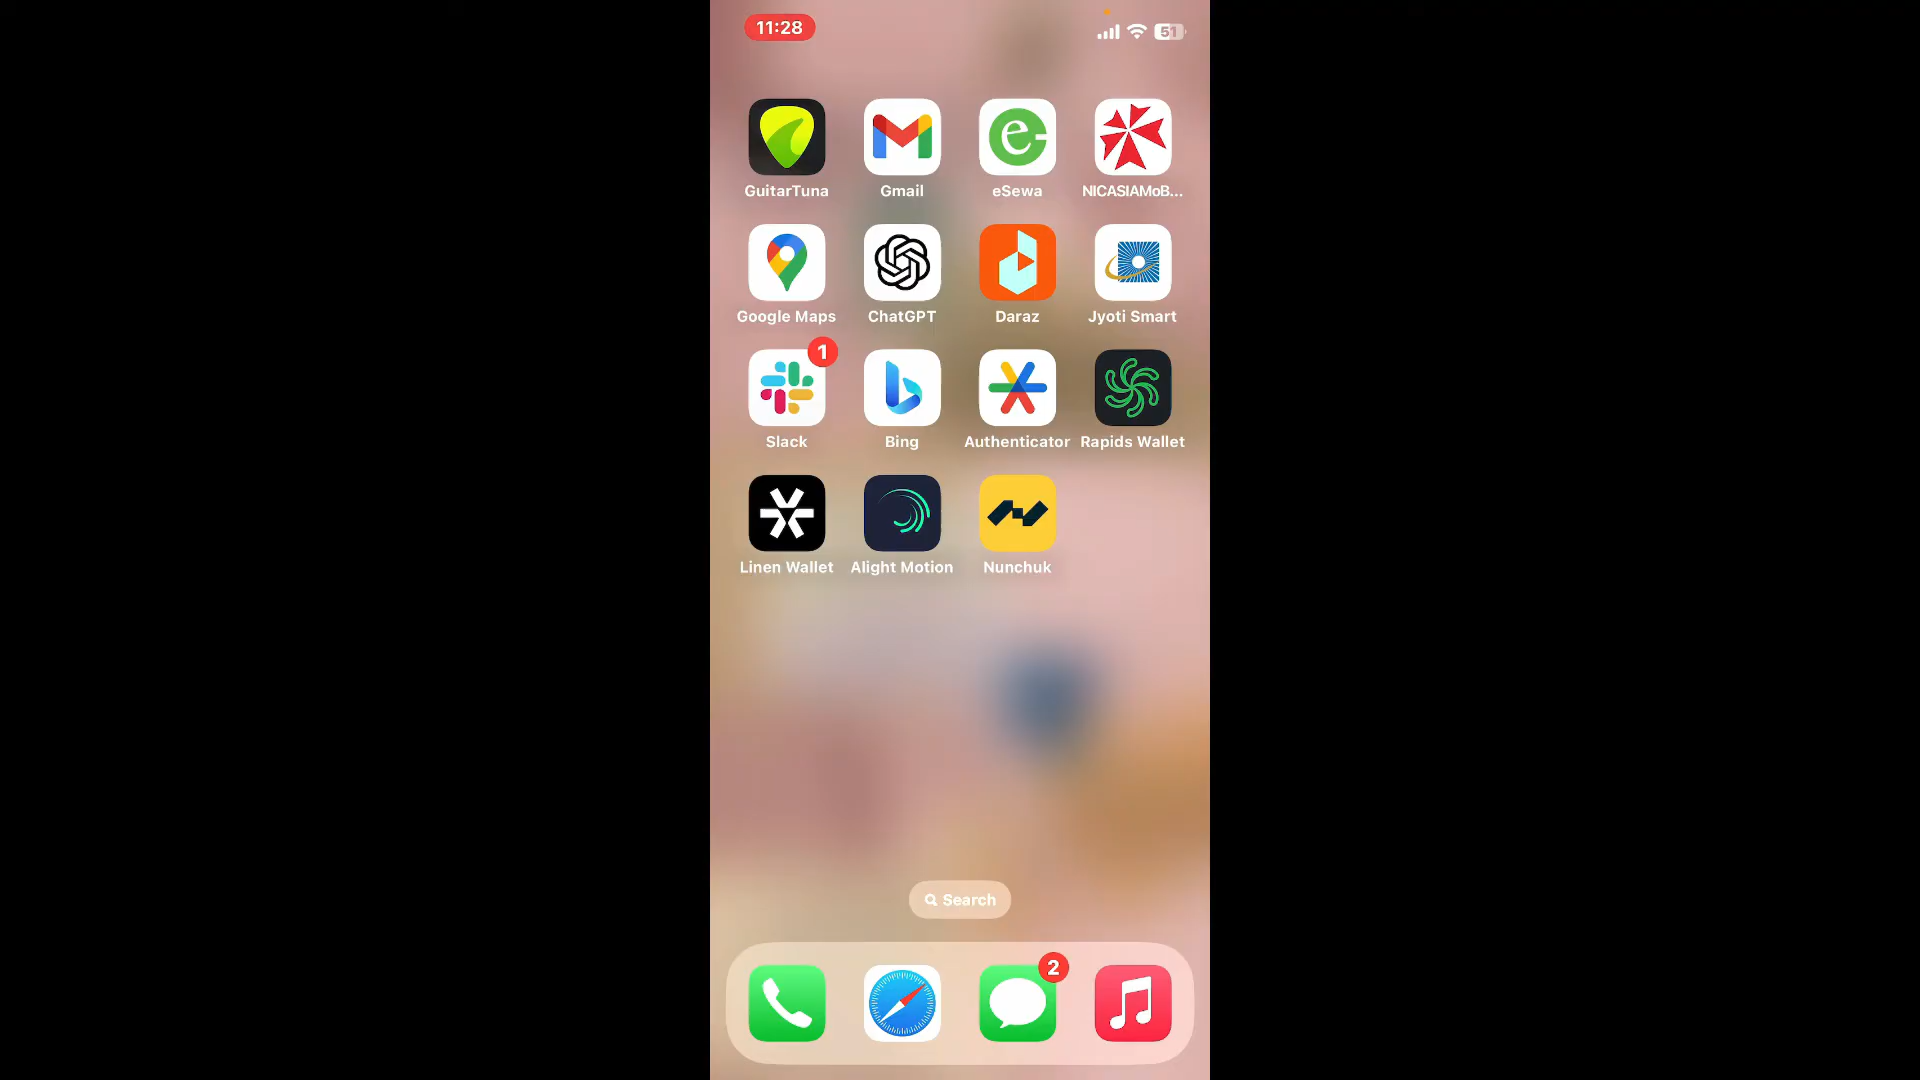 11:28
51
GuitarTuna Gmail eSewa NICASIAMoB...
Google Maps ChatGPT Daraz Jyoti Smart
1
Slack Bing Authenticator Rapids Wallet
Linen Wallet Alight Motion Nunchuk
Search
2